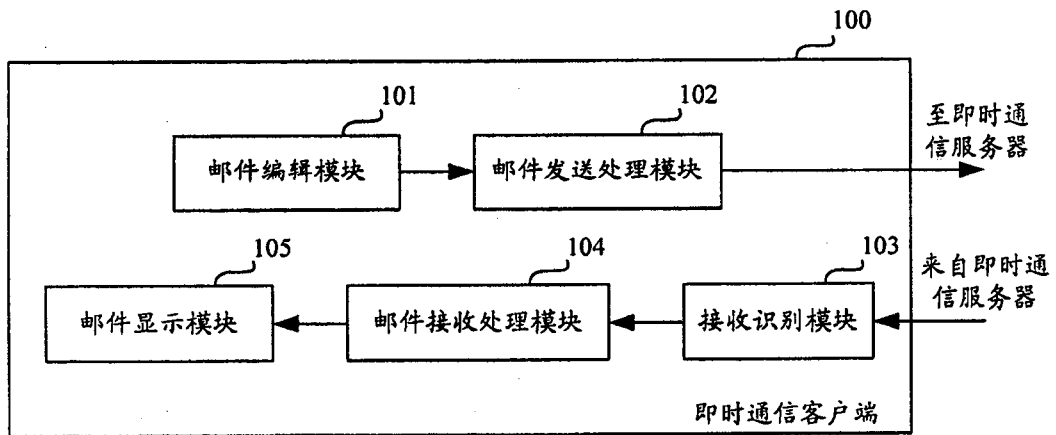 100
101
102
至即时通
信服务器
邮件编辑模块
邮件发送处理模块
105
104
103
来自即时通
信服务器
邮件显示模块
邮件接收处理模块
接收识别模块
即时通信客户端